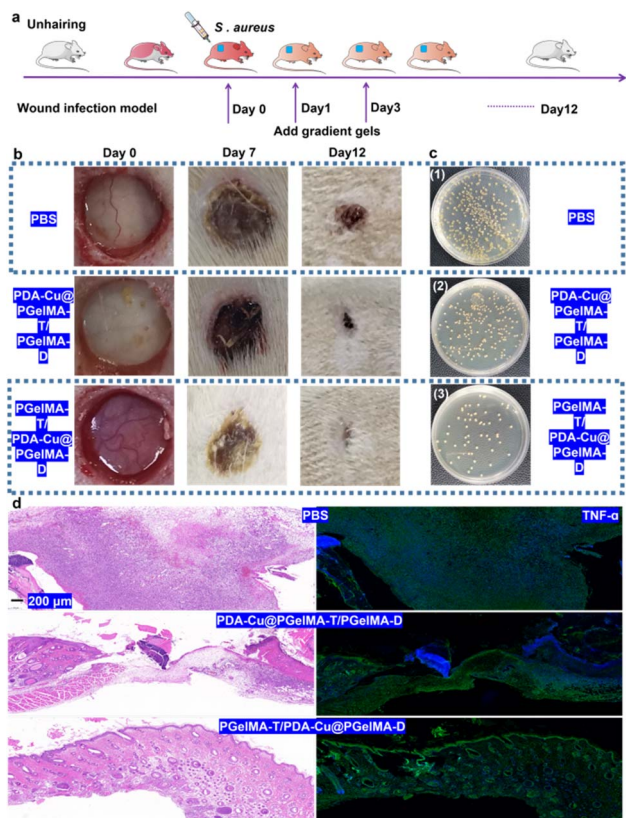 a
Unhairing
S . aureus
Wound infection model
Day 0
Day1
Day3
Day12
Add gradient gels
b
Day 0
Day 7
Day12
c
PBS
(1)
PBS
PDA-Cu@
PGelMA-
T/
PGelMA-
D
(2)
PDA-Cu@
PGelMA-
T/
PGelMA-
D
PGelMA-
T/
PDA-Cu@
PGelMA-
D
(3)
PGelMA-
T/
PDA-Cu@
PGelMA-
D
d
PBS
TNF-α
200 μm
PDA-Cu@PGelMA-T/PGelMA-D
PGelMA-T/PDA-Cu@PGelMA-D